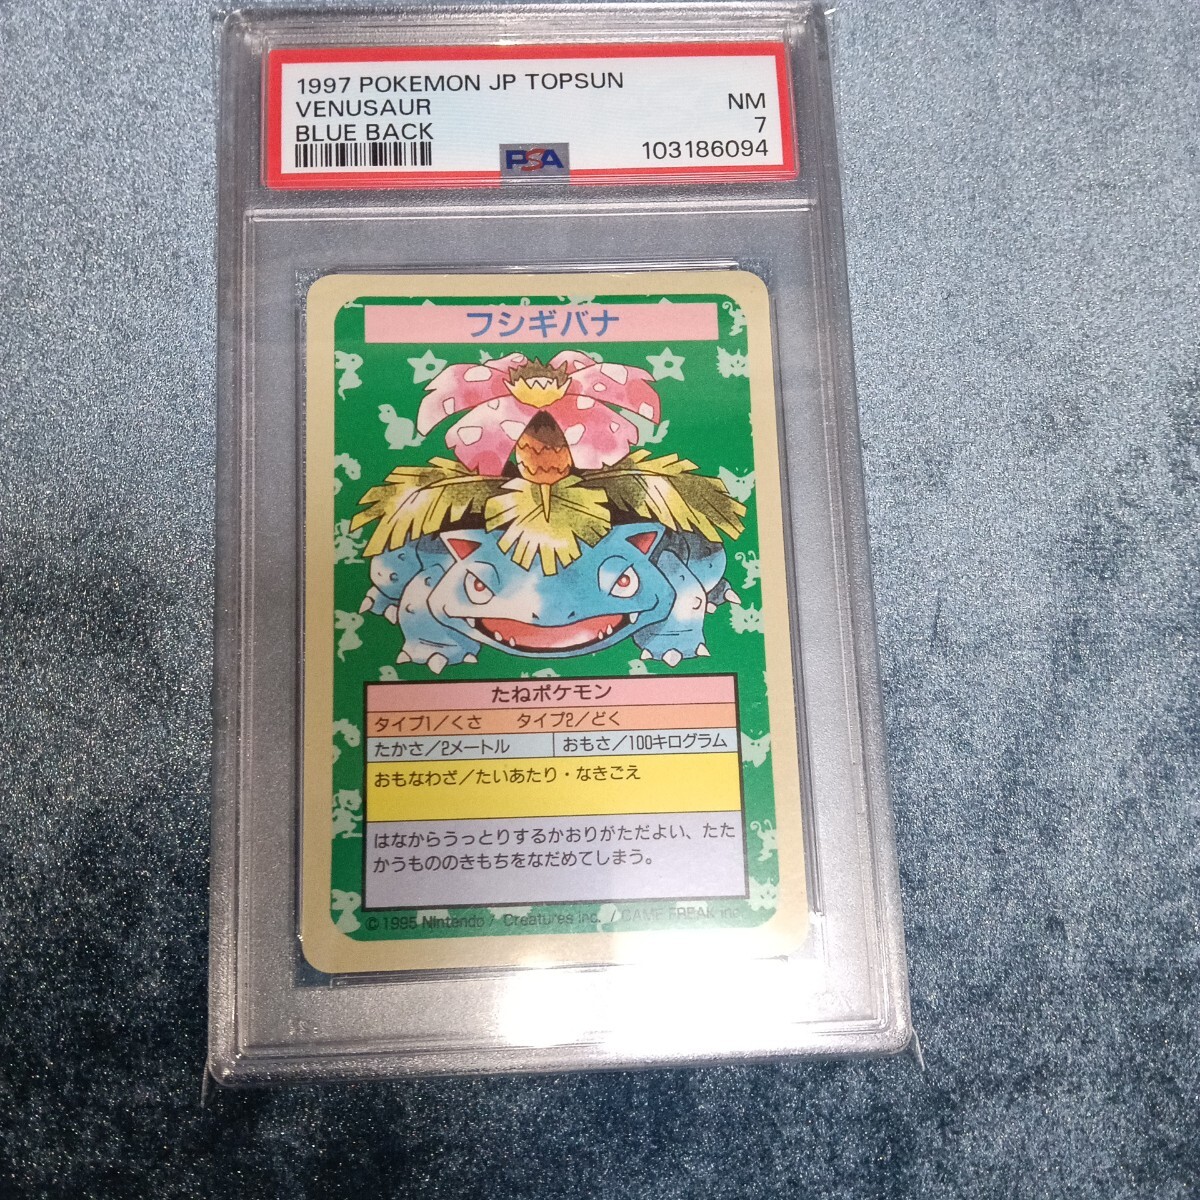 1997 POKEMON JP TOPSUN
VENUSAUR
BLUE BACK
NM
7
103186094
PSA
フシギバナ
たねポケモン
タイプ1/くさ タイプ2/どく
たかさ/2メートル おもさ/100キログラム
おもなわざ/たいあたり・なきごえ
はなからうっとりするかおりがただよい、たた
かうもののきもちをなだめてしまう。
© 1995 Nintendo / Creatures inc. / GAME FREAK inc.